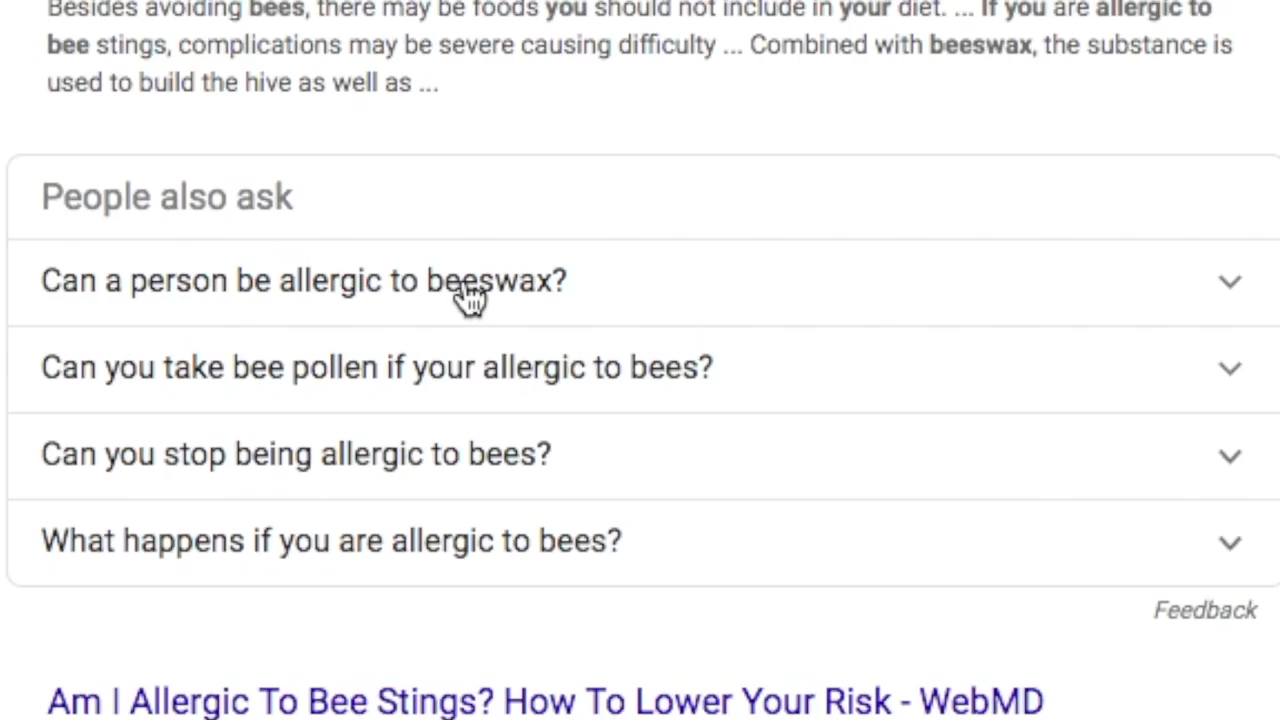 Besides avoiding bees, there may be foods you should not include in your diet. ... If you are allergic to
bee stings, complications may be severe causing difficulty ... Combined with beeswax, the substance is
used to build the hive as well as ...
People also ask
Can a person be allergic to beeswax?
Can you take bee pollen if your allergic to bees?
Can you stop being allergic to bees?
What happens if you are allergic to bees?
Feedback
Am I Allergic To Bee Stings? How To Lower Your Risk - WebMD